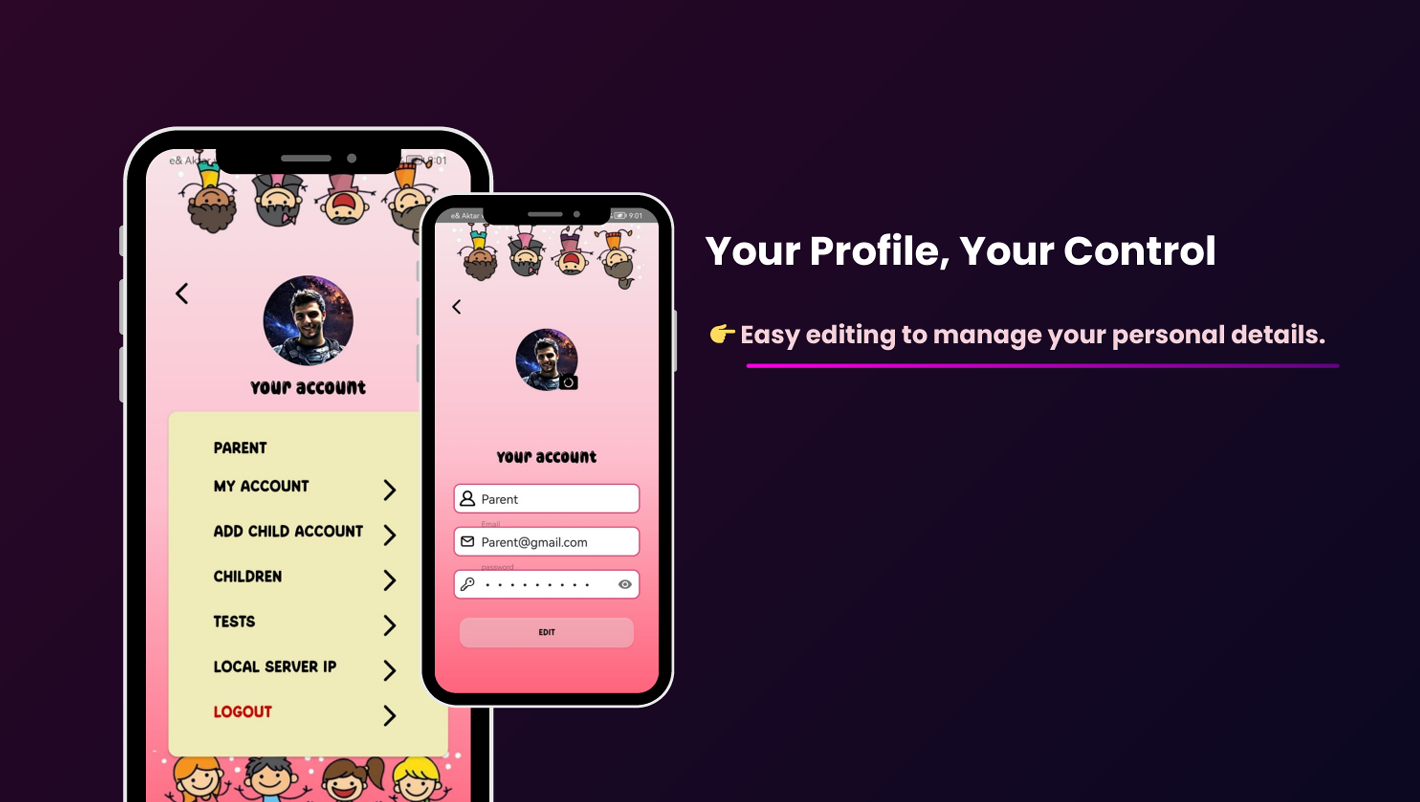 e& Ak
9:01
Your account
PARENT
MY ACCOUNT
ADD CHILD ACCOUNT
CHILDREN
TESTS
LOCAL SERVER IP
LOGOUT
e& Aktar
9:01
Your account
Parent
Email
Parent@gmail.com
password
• • • • • • • • •
EDIT
Your Profile, Your Control
👉 Easy editing to manage your personal details.